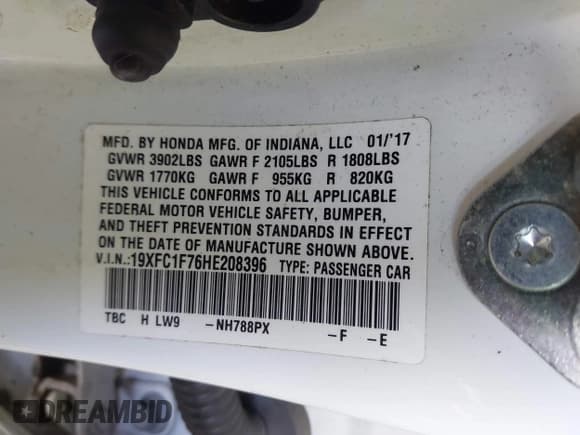 MFD. BY HONDA MFG. OF INDIANA, LLC 01/'17
GVWR 3902LBS GAWR F 2105LBS R 1808LBS
GVWR 1770KG GAWR F 955KG R 820KG
THIS VEHICLE CONFORMS TO ALL APPLICABLE
FEDERAL MOTOR VEHICLE SAFETY, BUMPER,
AND THEFT PREVENTION STANDARDS IN EFFECT
ON THE DATE OF MANUFACTURE SHOWN ABOVE.
V.I.N.:19XFC1F76HE208396 TYPE: PASSENGER CAR
TBC H LW9 -NH788PX -F -E
DREAMBID